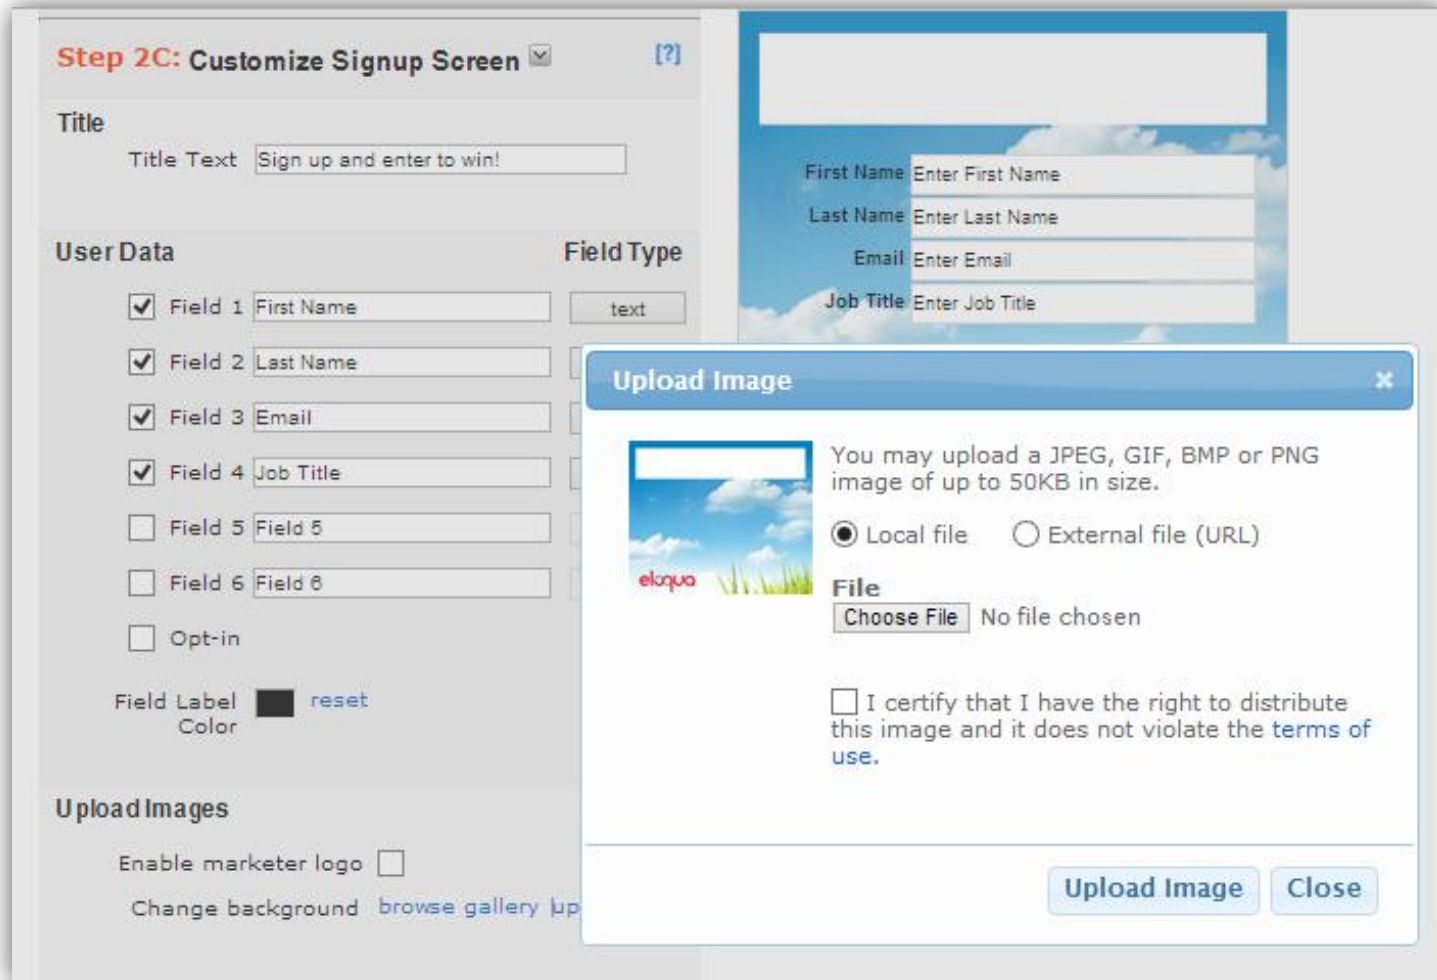 Step 2C: Customize Signup Screen [?]
Title
Title Text Sign up and enter to win!
User Data Field Type
Field 1 First Name text
Field 2 Last Name
Field 3 Email
Field 4 Job Title
Field 5 Field 5
Field 6 Field 6
Opt-in
Field Label
Color
reset
Upload Images
Enable marketer logo
Change background browse gallery up
First Name Enter First Name
Last Name Enter Last Name
Email Enter Email
Job Title Enter Job Title
Upload Image
You may upload a JPEG, GIF, BMP or PNG
image of up to 50KB in size.
Local file External file (URL)
eloqua
File
Choose File No file chosen
I certify that I have the right to distribute
this image and it does not violate the terms of
use.
Upload Image Close